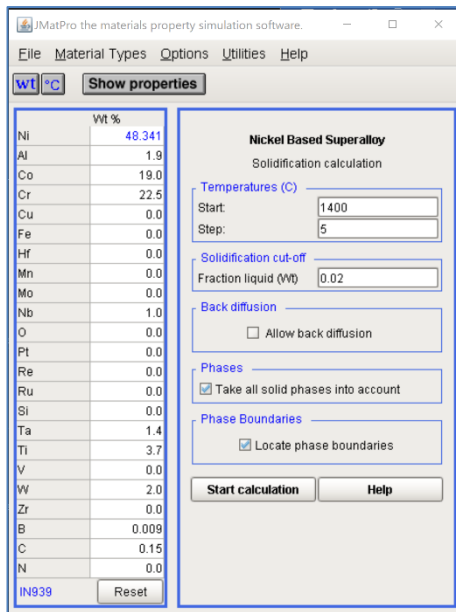 JMatPro the materials property simulation software.
File Material Types Options Utilities Help
wt °C Show properties
Wt %
Ni 48.341
Al 1.9
Co 19.0
Cr 22.5
Cu 0.0
Fe 0.0
Hf 0.0
Mn 0.0
Mo 0.0
Nb 1.0
O 0.0
Pt 0.0
Re 0.0
Ru 0.0
Si 0.0
Ta 1.4
Ti 3.7
V 0.0
W 2.0
Zr 0.0
B 0.009
C 0.15
N 0.0
IN939 Reset
Nickel Based Superalloy
Solidification calculation
Temperatures (C)
Start: 1400
Step: 5
Solidification cut-off
Fraction liquid (Wt) 0.02
Back diffusion
Allow back diffusion
Phases
Take all solid phases into account
Phase Boundaries
Locate phase boundaries
Start calculation Help